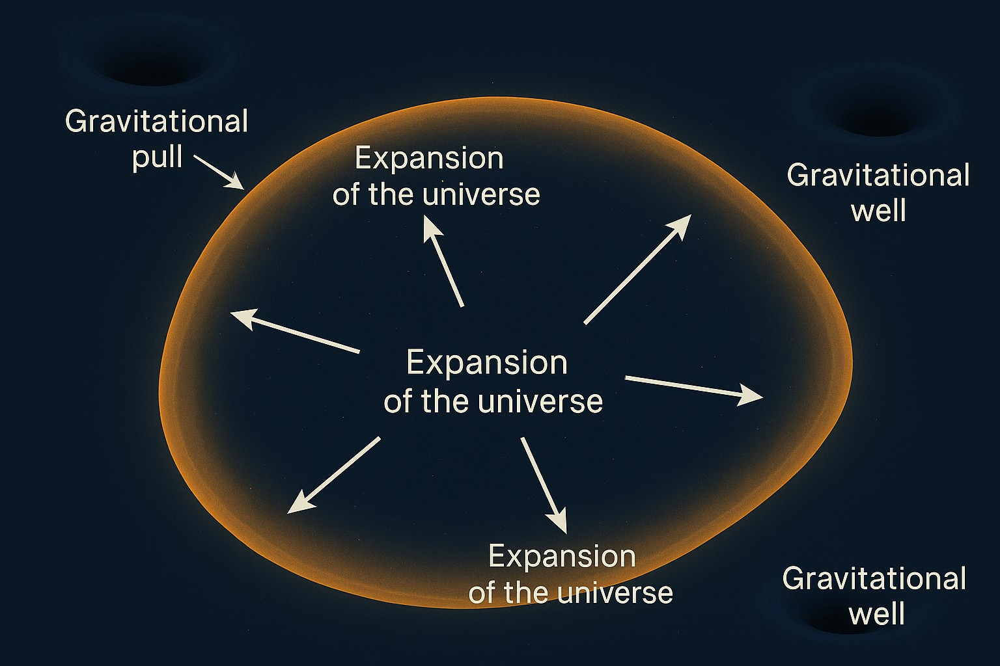 Gravitational
pull
Expansion
of the universe
Gravitational
well
Expansion
of the universe
Expansion
of the universe
Gravitational
well